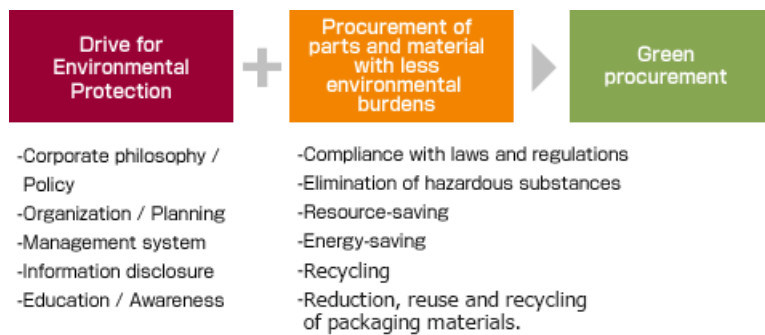 Drive for
Environmental
Protection
Procurement of
parts and material
with less
environmental
burdens
Green
procurement
-Corporate philosophy /
Policy
-Organization / Planning
-Management system
-Information disclosure
-Education / Awareness
-Compliance with laws and regulations
-Elimination of hazardous substances
-Resource-saving
-Energy-saving
-Recycling
-Reduction, reuse and recycling
of packaging materials.